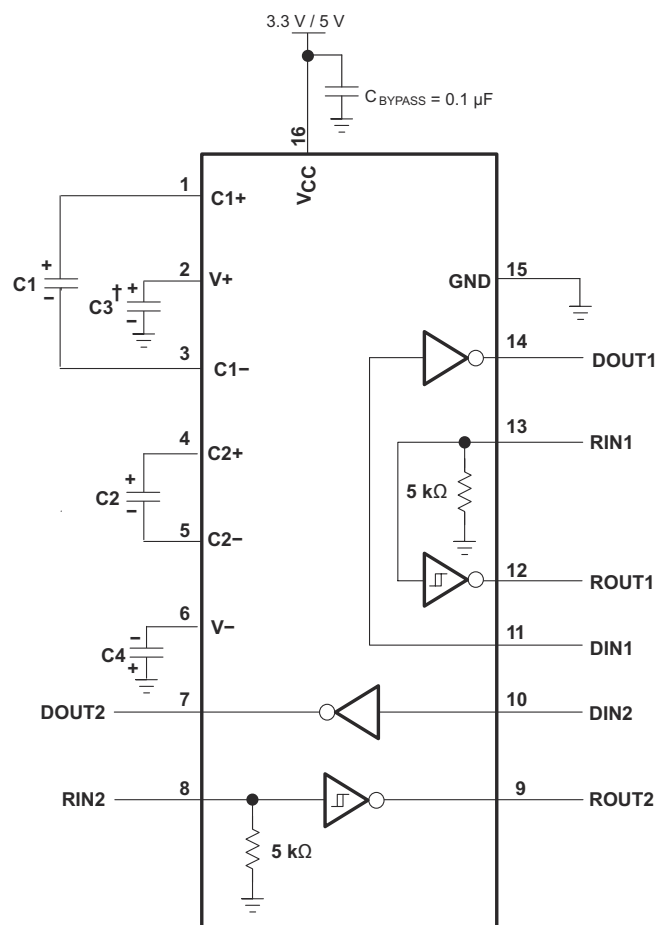 3.3 V / 5 V
CBYPASS = 0.1 µF
16
VCC
1
C1+
C1
+
−
2
V+
C3†
+
−
3
C1−
GND
15
14
DOUT1
13
RIN1
5 kΩ
4
C2+
C2
+
−
5
C2−
12
ROUT1
11
DIN1
6
V−
C4
−
+
DOUT2
7
10
DIN2
RIN2
8
9
ROUT2
5 kΩ